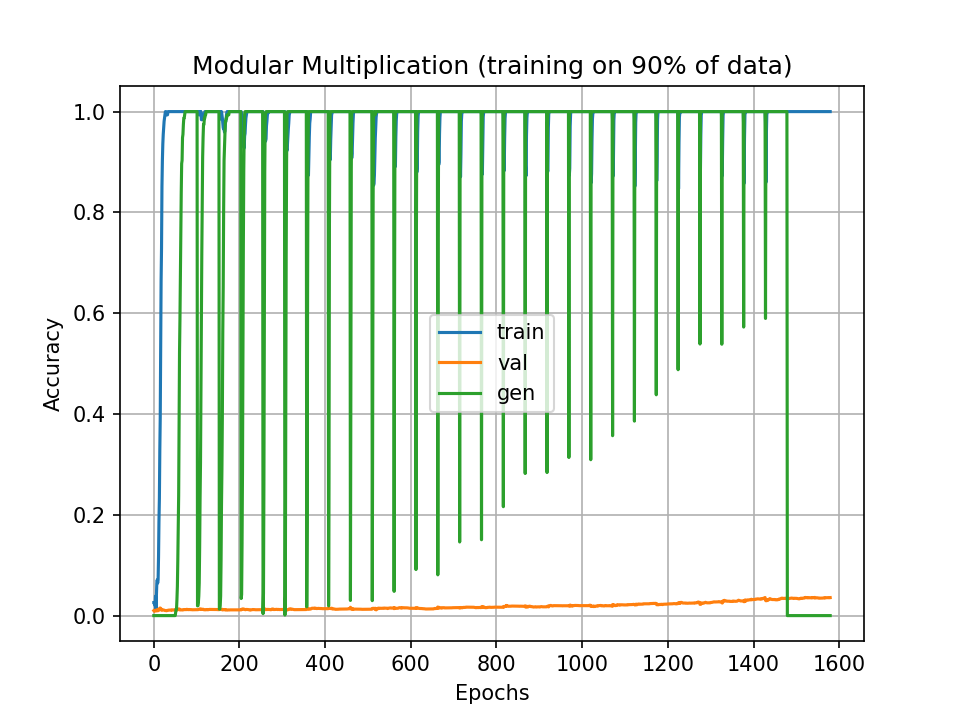 Modular Multiplication (training on 90% of data)
1.0
0.8
0.6
0.4
0.2
0.0
Accuracy
train
val
gen
0 200 400 600 800 1000 1200 1400 1600
Epochs